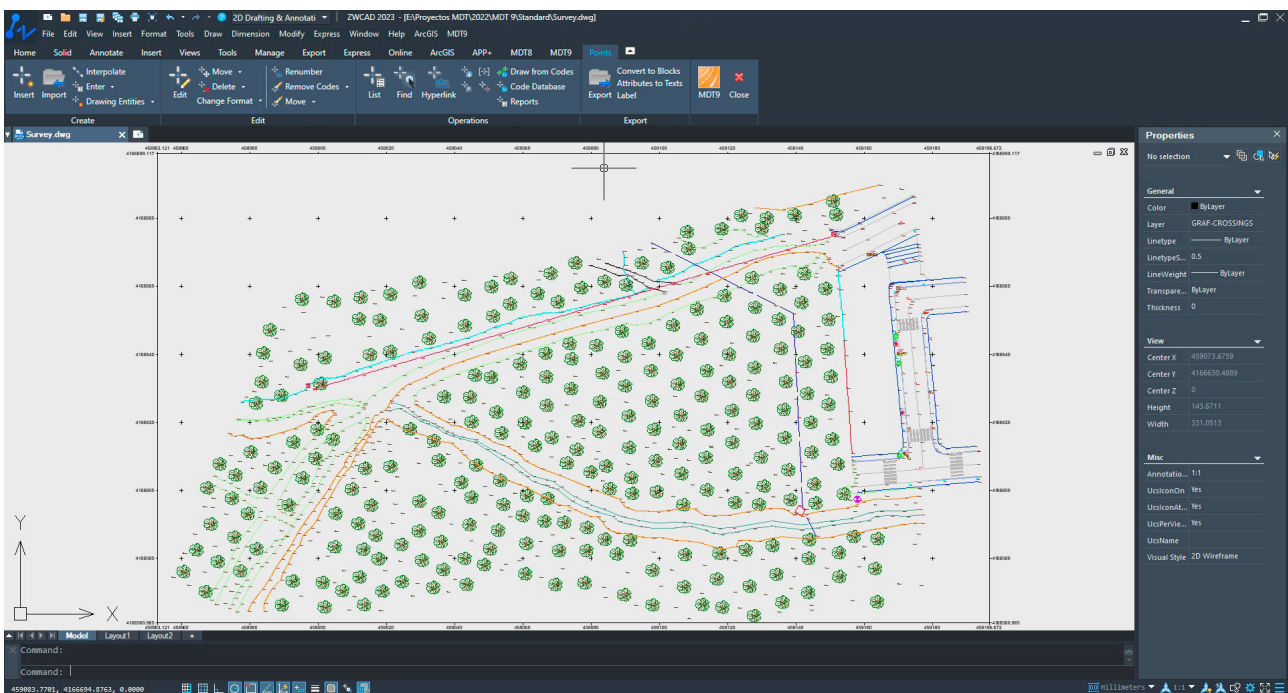 2D Drafting & Annotati
ZWCAD 2023 - [E:\Proyectos MDT\2022\MDT 9\Standard\Survey.dwg]
File Edit View Insert Format Tools Draw Dimension Modify Express Window Help ArcGIS MDT9
Home Solid Annotate Insert Views Tools Manage Export Express Online ArcGIS APP+ MDT8 MDT9 Points
Interpolate Move Renumber Draw from Codes Convert to Blocks
Enter Delete Remove Codes Code Database Attributes to Texts
Insert Import Edit List Find Hyperlink Export Label MDT9 Close
Drawing Entities Change Format Move Reports
Create Edit Operations Export
Survey.dwg
Properties
No selection
General
Color ByLayer
Layer GRAF-CROSSINGS
Linetype ByLayer
LinetypeS... 0.5
LineWeight ByLayer
Transpare... ByLayer
Thickness 0
View
Center X 459073.6759
Center Y 4166630.4889
Center Z 0
Height 143.6711
Width 331.0513
Misc
Annotatio... 1:1
UcsIconOn Yes
UcsIconAt... Yes
UcsPerVie... Yes
UcsName
Visual Style 2D Wireframe
Y
X
Model Layout1 Layout2 +
Command:
Command:
459083.7701, 4166694.8763, 0.0000
Millimeters 1:1